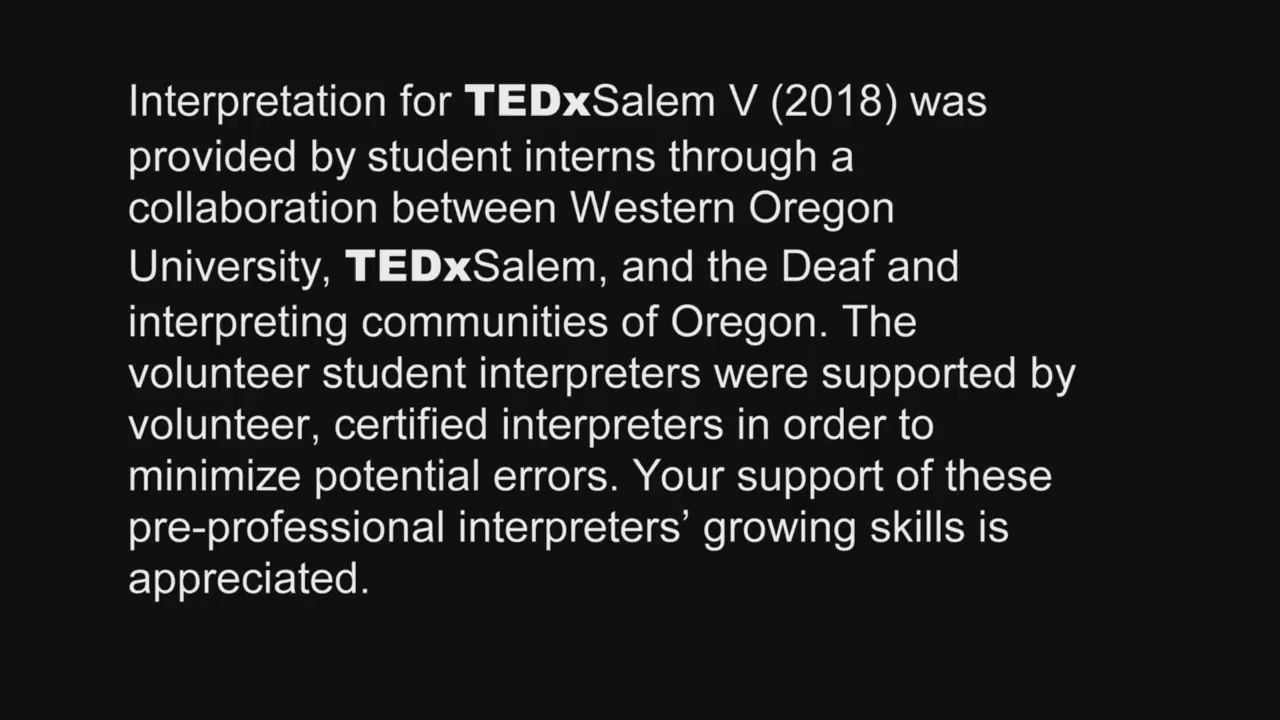 Interpretation for TEDxSalem V (2018) was
provided by student interns through a
collaboration between Western Oregon
University, TEDxSalem, and the Deaf and
interpreting communities of Oregon. The
volunteer student interpreters were supported by
volunteer, certified interpreters in order to
minimize potential errors. Your support of these
pre-professional interpreters’ growing skills is
appreciated.